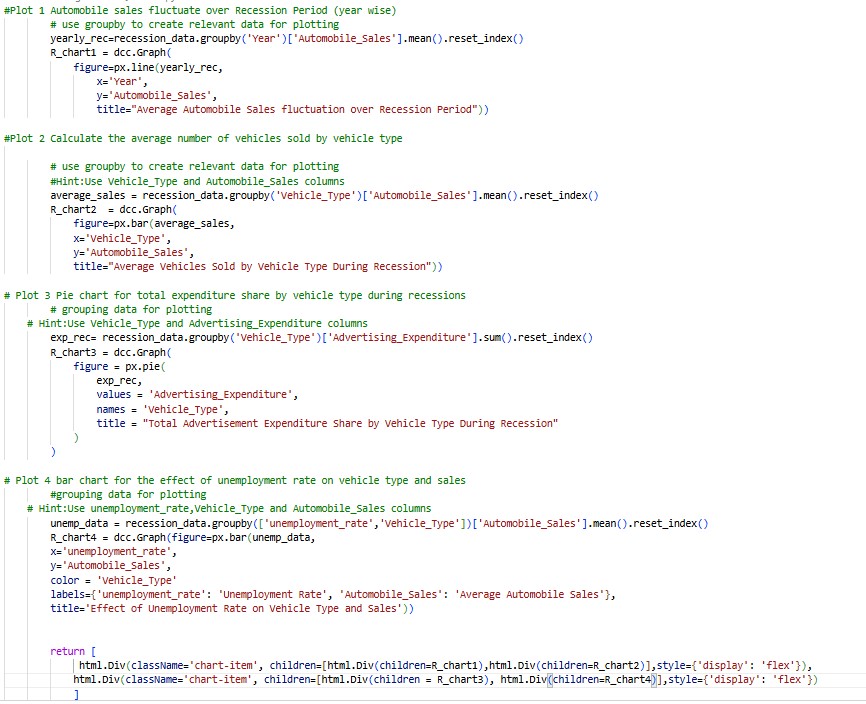 #Plot 1 Automobile sales fluctuate over Recession Period (year wise)
# use groupby to create relevant data for plotting
yearly_rec=recession_data.groupby('Year')['Automobile_Sales'].mean().reset_index()
R_chart1 = dcc.Graph(
figure=px.line(yearly_rec,
x='Year',
y='Automobile_Sales',
title="Average Automobile Sales fluctuation over Recession Period"))
#Plot 2 Calculate the average number of vehicles sold by vehicle type
# use groupby to create relevant data for plotting
#Hint:Use Vehicle_Type and Automobile_Sales columns
average_sales = recession_data.groupby('Vehicle_Type')['Automobile_Sales'].mean().reset_index()
R_chart2  = dcc.Graph(
figure=px.bar(average_sales,
x='Vehicle_Type',
y='Automobile_Sales',
title="Average Vehicles Sold by Vehicle Type During Recession"))
# Plot 3 Pie chart for total expenditure share by vehicle type during recessions
# grouping data for plotting
# Hint:Use Vehicle_Type and Advertising_Expenditure columns
exp_rec= recession_data.groupby('Vehicle_Type')['Advertising_Expenditure'].sum().reset_index()
R_chart3 = dcc.Graph(
figure = px.pie(
exp_rec,
values = 'Advertising_Expenditure',
names = 'Vehicle_Type',
title = "Total Advertisement Expenditure Share by Vehicle Type During Recession"
)
)
# Plot 4 bar chart for the effect of unemployment rate on vehicle type and sales
#grouping data for plotting
# Hint:Use unemployment_rate,Vehicle_Type and Automobile_Sales columns
unemp_data = recession_data.groupby(['unemployment_rate','Vehicle_Type'])['Automobile_Sales'].mean().reset_index()
R_chart4 = dcc.Graph(figure=px.bar(unemp_data,
x='unemployment_rate',
y='Automobile_Sales',
color = 'Vehicle_Type'
labels={'unemployment_rate': 'Unemployment Rate', 'Automobile_Sales': 'Average Automobile Sales'},
title='Effect of Unemployment Rate on Vehicle Type and Sales'))
return [
html.Div(className='chart-item', children=[html.Div(children=R_chart1),html.Div(children=R_chart2)],style={'display': 'flex'}),
html.Div(className='chart-item', children=[html.Div(children = R_chart3), html.Div(children=R_chart4)],style={'display': 'flex'})
]